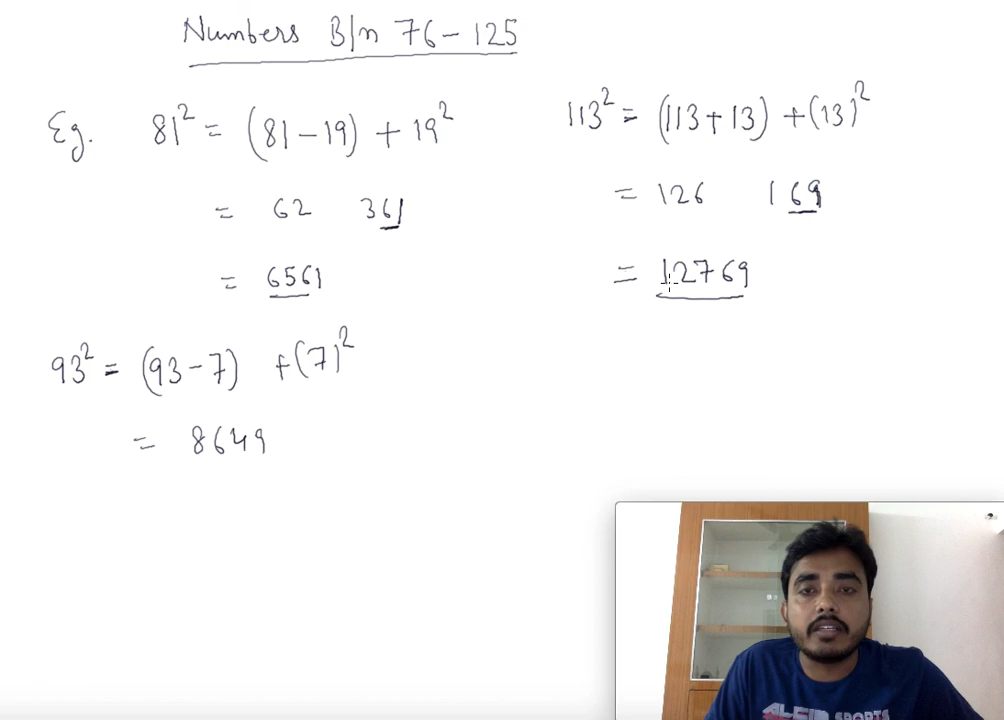 Numbers B/n 76-125
Eg. 81² = (81-19) + 19²
= 62 361
= 6561
93² = (93-7) + (7)²
= 8649
113² = (113+13) + (13)²
= 126 169
= 12769
SPORTS